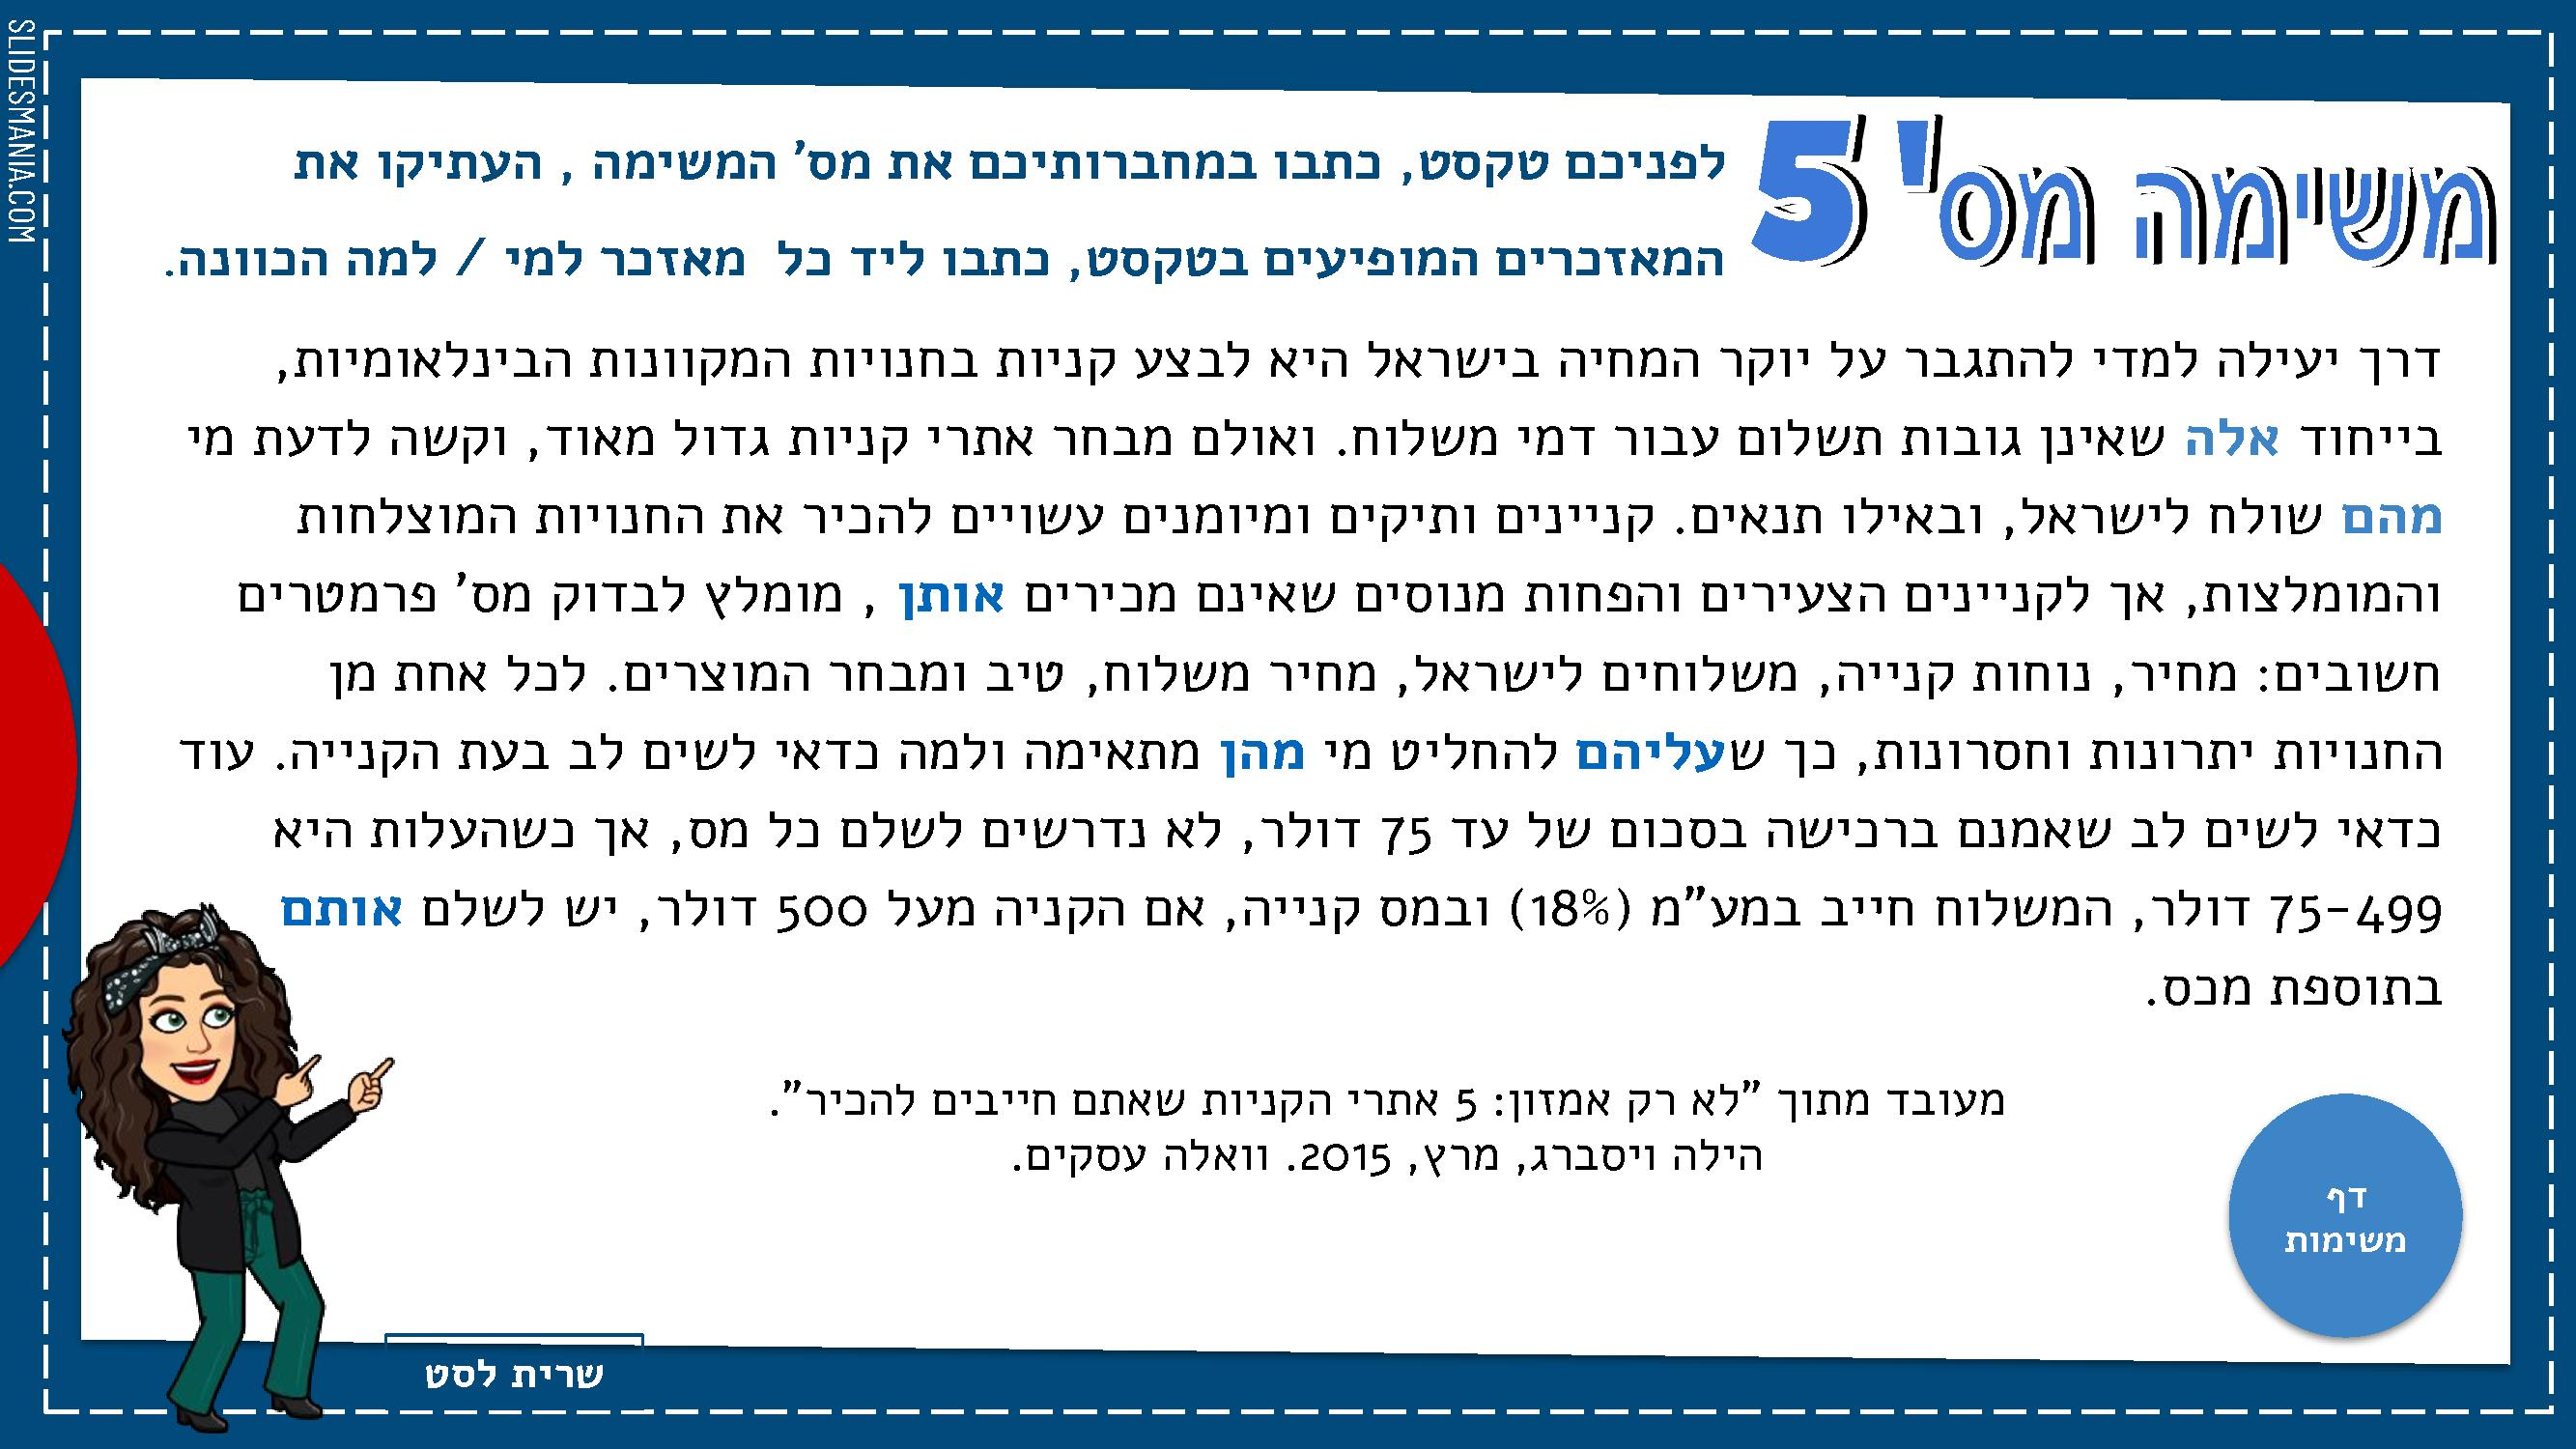 SLIDESMANIA.COM
משימה מס' 5
לפניכם טקסט, כתבו במחברותיכם את מס' המשימה , העתיקו את
המאזכרים המופיעים בטקסט, כתבו ליד כל מאזכר למי / למה הכוונה.
דרך יעילה למדי להתגבר על יוקר המחיה בישראל היא לבצע קניות בחנויות המקוונות הבינלאומיות,
בייחוד אלה שאינן גובות תשלום עבור דמי משלוח. ואולם מבחר אתרי קניות גדול מאוד, וקשה לדעת מי
מהם שולח לישראל, ובאילו תנאים. קניינים ותיקים ומיומנים עשויים להכיר את החנויות המוצלחות
והמומלצות, אך לקניינים הצעירים והפחות מנוסים שאינם מכירים אותן , מומלץ לבדוק מס' פרמטרים
חשובים: מחיר, נוחות קנייה, משלוחים לישראל, מחיר משלוח, טיב ומבחר המוצרים. לכל אחת מן
החנויות יתרונות וחסרונות, כך שעליהם להחליט מי מהן מתאימה ולמה כדאי לשים לב בעת הקנייה. עוד
כדאי לשים לב שאמנם ברכישה בסכום של עד 75 דולר, לא נדרשים לשלם כל מס, אך כשהעלות היא
75-499 דולר, המשלוח חייב במע"מ (18%) ובמס קנייה, אם הקניה מעל 500 דולר, יש לשלם אותם
בתוספת מכס.
מעובד מתוך "לא רק אמזון: 5 אתרי הקניות שאתם חייבים להכיר".
הילה ויסברג, מרץ, 2015. וואלה עסקים.
דף
משימות
שרית לסט